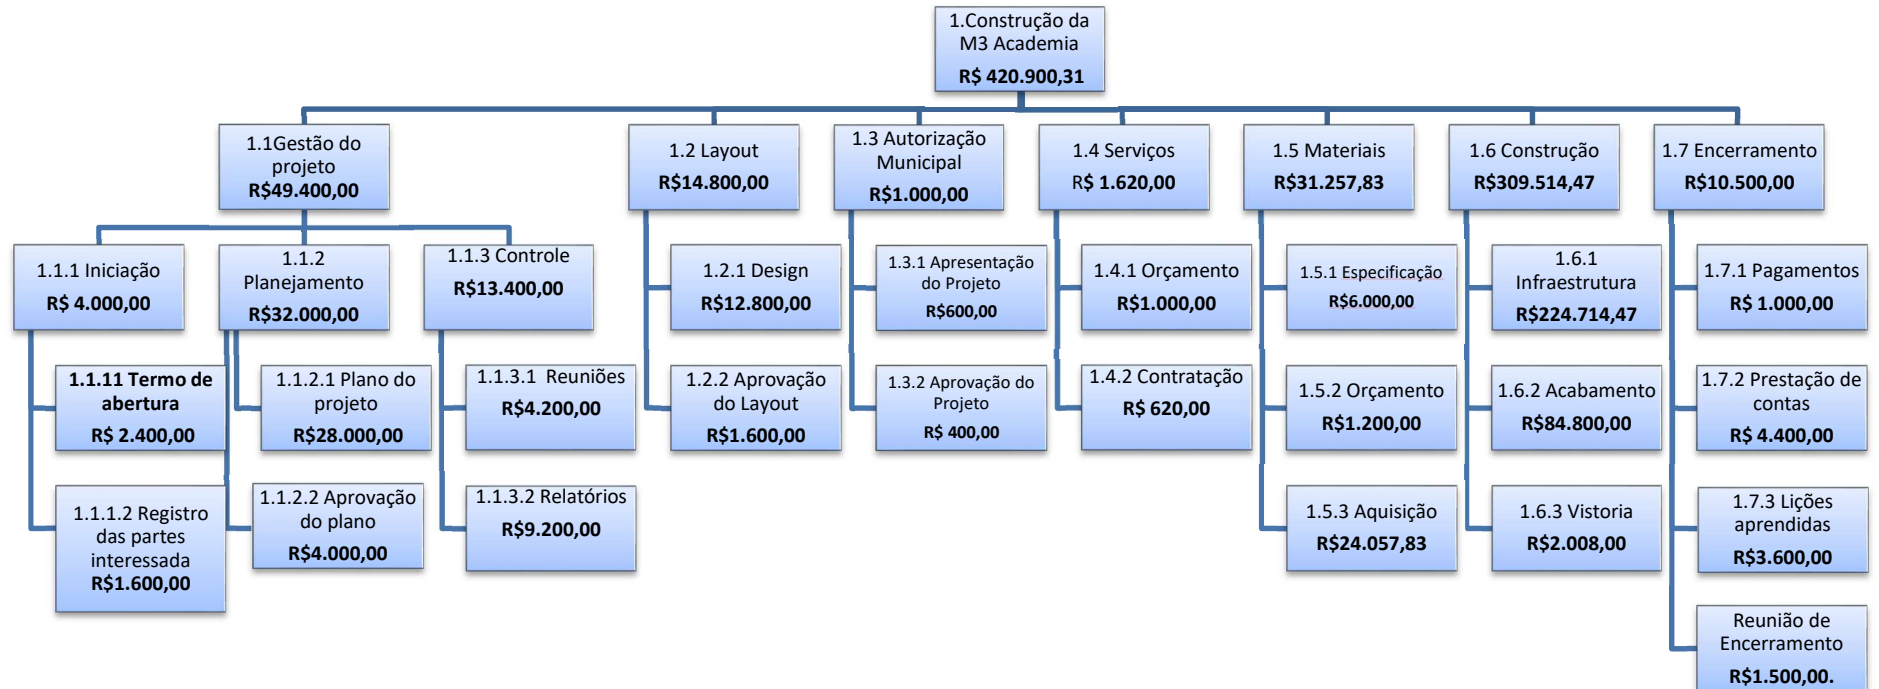 1.Construção da
M3 Academia
R$ 420.900,31
1.1Gestão do
projeto
R$49.400,00
1.2 Layout
R$14.800,00
1.3 Autorização
Municipal
R$1.000,00
1.4 Serviços
R$ 1.620,00
1.5 Materiais
R$31.257,83
1.6 Construção
R$309.514,47
1.7 Encerramento
R$10.500,00
1.1.1 Iniciação
R$ 4.000,00
1.1.2
Planejamento
R$32.000,00
1.1.3 Controle
R$13.400,00
1.2.1 Design
R$12.800,00
1.3.1 Apresentação
do Projeto
R$600,00
1.4.1 Orçamento
R$1.000,00
1.5.1 Especificação
R$6.000,00
1.6.1
Infraestrutura
R$224.714,47
1.7.1 Pagamentos
R$ 1.000,00
1.1.11 Termo de
abertura
R$ 2.400,00
1.1.2.1 Plano do
projeto
R$28.000,00
1.1.3.1 Reuniões
R$4.200,00
1.2.2 Aprovação
do Layout
R$1.600,00
1.3.2 Aprovação do
Projeto
R$ 400,00
1.4.2 Contratação
R$ 620,00
1.5.2 Orçamento
R$1.200,00
1.6.2 Acabamento
R$84.800,00
1.7.2 Prestação de
contas
R$ 4.400,00
1.1.1.2 Registro
das partes
interessada
R$1.600,00
1.1.2.2 Aprovação
do plano
R$4.000,00
1.1.3.2 Relatórios
R$9.200,00
1.5.3 Aquisição
R$24.057,83
1.6.3 Vistoria
R$2.008,00
1.7.3 Lições
aprendidas
R$3.600,00
Reunião de
Encerramento
R$1.500,00.